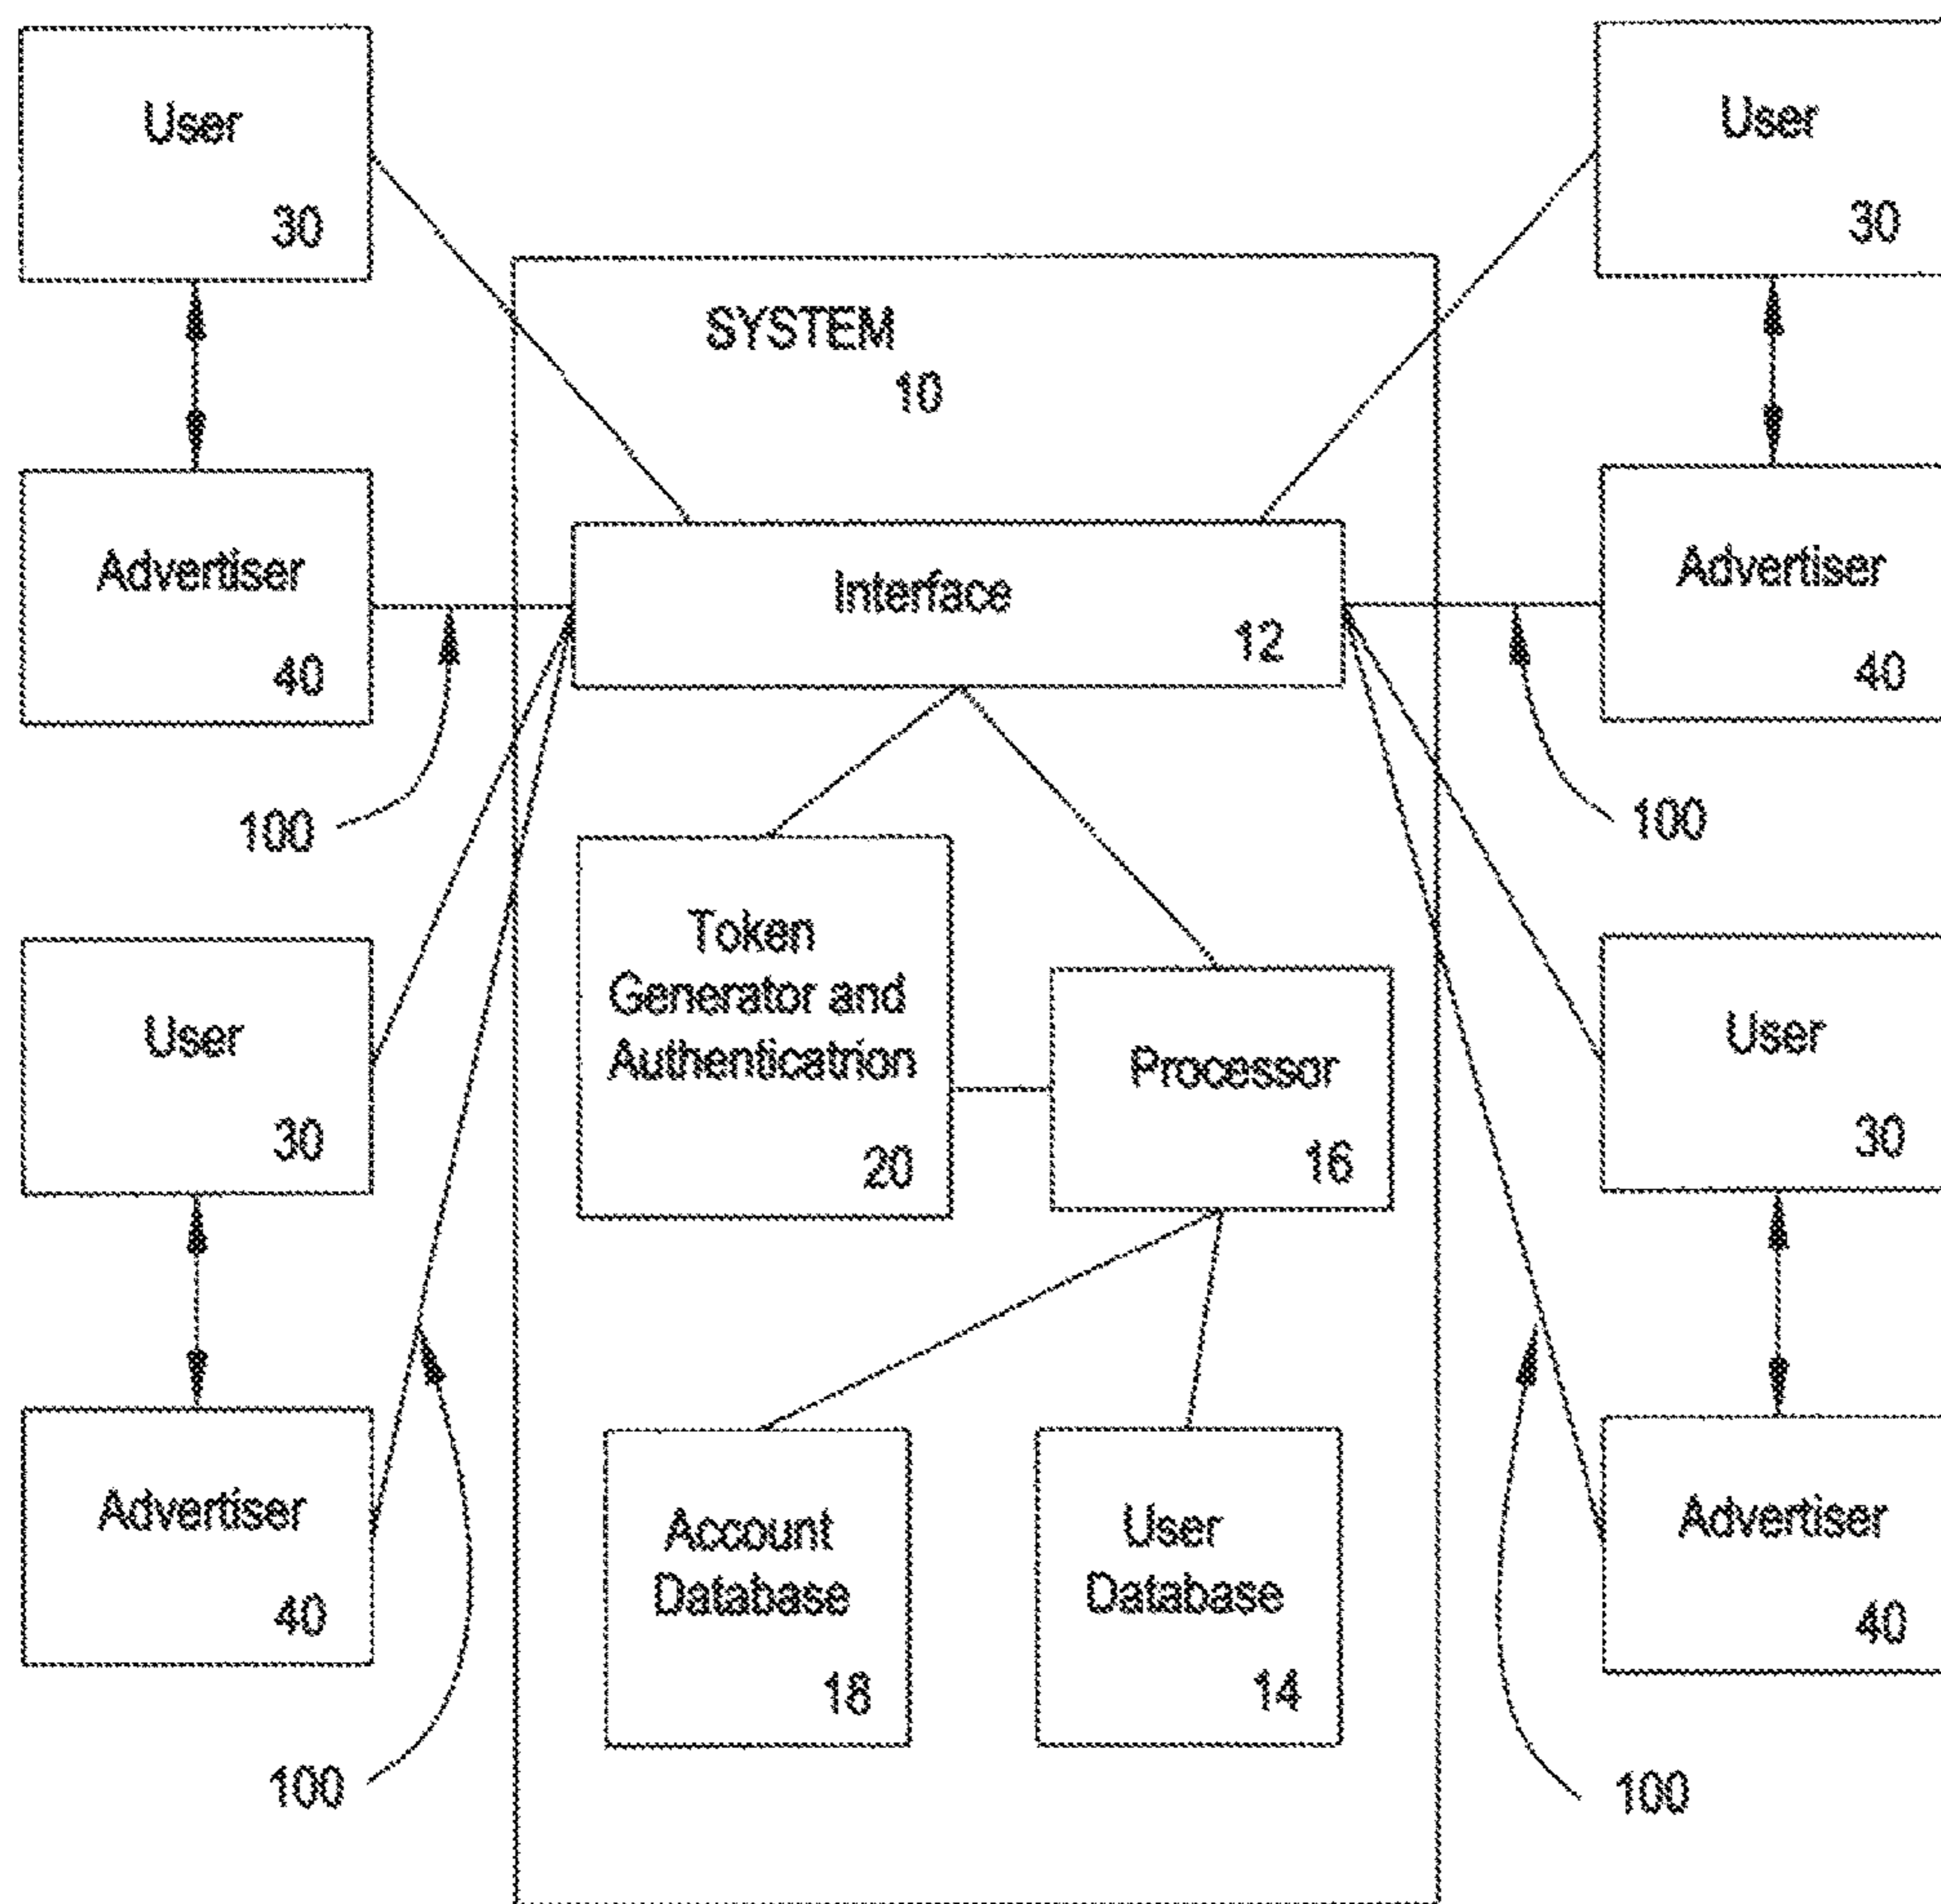 User
30
User
30
SYSTEM
10
Advertiser
40
Interface
12
Advertiser
40
100
100
Token
Generator and
Authenticatrion
20
Processor
16
User
30
User
30
Advertiser
40
Account
Database
18
User
Database
14
Advertiser
40
100
100